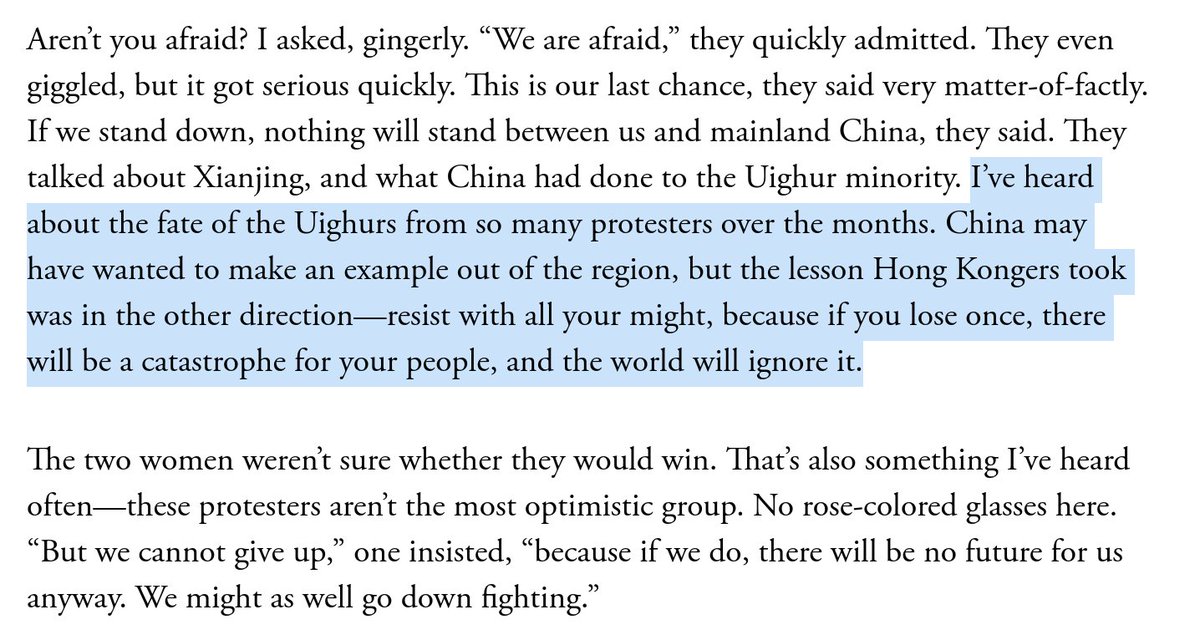 Aren’t you afraid? I asked, gingerly. “We are afraid,” they quickly admitted. They even
giggled, but it got serious quickly. This is our last chance, they said very matter-of-factly.
If we stand down, nothing will stand between us and mainland China, they said. They
talked about Xianjing, and what China had done to the Uighur minority. I’ve heard
about the fate of the Uighurs from so many protesters over the months. China may
have wanted to make an example out of the region, but the lesson Hong Kongers took
was in the other direction—resist with all your might, because if you lose once, there
will be a catastrophe for your people, and the world will ignore it.
The two women weren’t sure whether they would win. That’s also something I’ve heard
often—these protesters aren’t the most optimistic group. No rose-colored glasses here.
“But we cannot give up,” one insisted, “because if we do, there will be no future for us
anyway. We might as well go down fighting.”